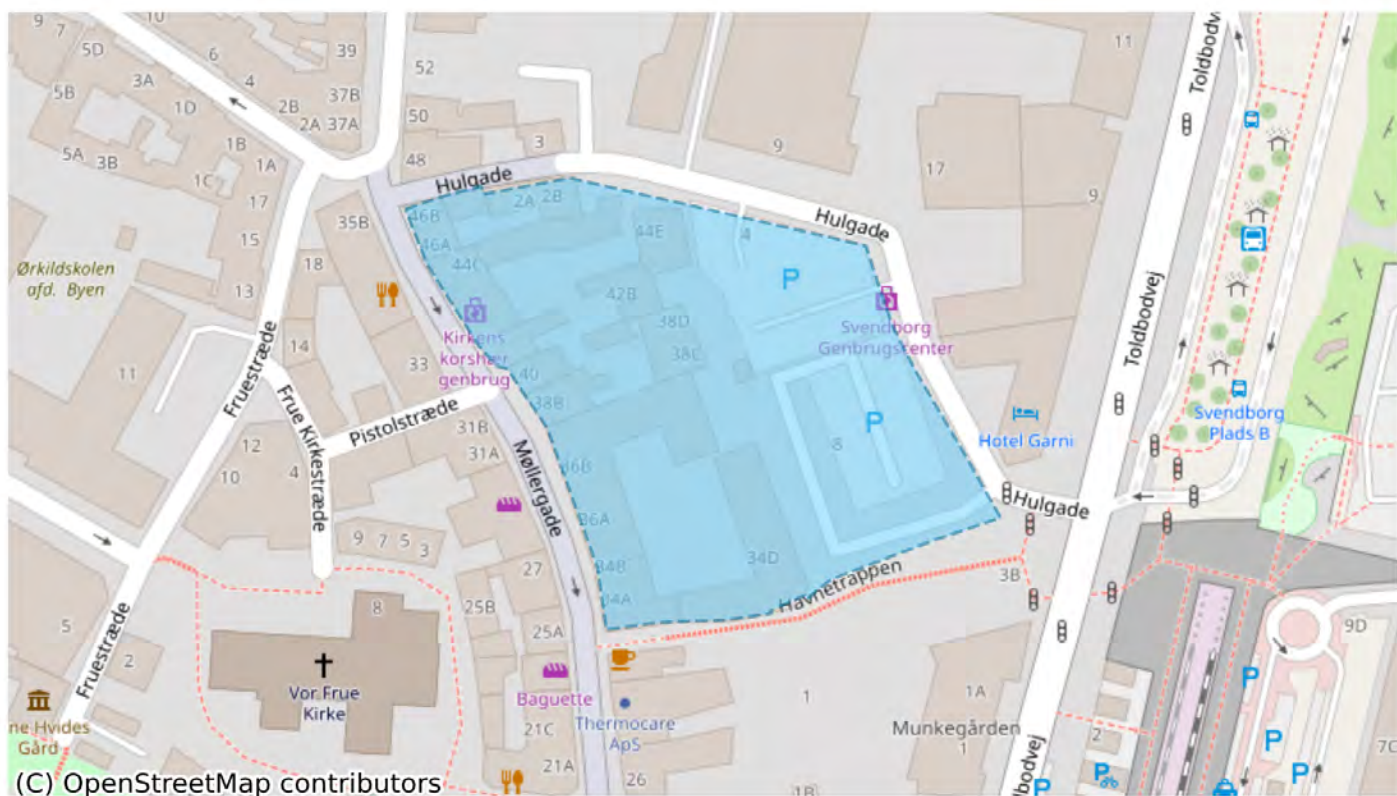 9
7
10
5D
6
39
3A
4
5B
37B
1D
2B
37A
2A
52
50
1B
5A
3B
1A
1C
48
3
Hulgade
9
11
Toldbodvej
17
9
17
46B
2A
2B
35B
15
46A
44E
4
Hulgade
44C
18
Ørkildskolen
afd. Byen
13
42B
P
38D
Kirkens
korshær
genbrug
Svendborg
Genbrugscenter
14
33
38C
40
11
Fruestræde
Frue Kirkestræde
Pistolstræde
38B
Toldbodvej
Svendborg
Plads B
Hotel Garni
P
12
31B
31A
8
10
4
36B
Møllergade
Hulgade
36A
9
7
5
3
27
34B
34D
Havnetrappen
3B
34A
8
25B
25A
5
2
Fruestræde
9D
P
Vor Frue
Kirke
Baguette
Thermocare
ApS
1
1A
Munkegården
1
ne Hvides
Gård
21C
2
P
7C
21A
26
1B
P
P
P
(C) OpenStreetMap contributors